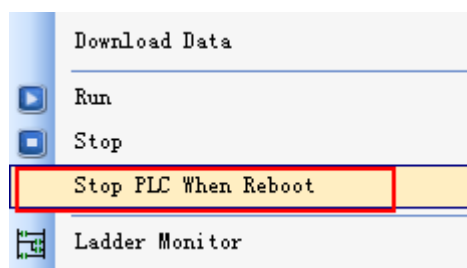 Download Data
Run
Stop
Stop PLC When Reboot
Ladder Monitor